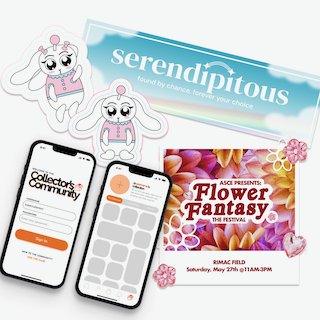 serendipitous
found by chance, forever your choice
Collector's
Community
Sign In
ASCE PRESENTS:
Flower
Fantasy
THE FESTIVAL
RIMAC FIELD
Saturday, May 27th @11AM-3PM